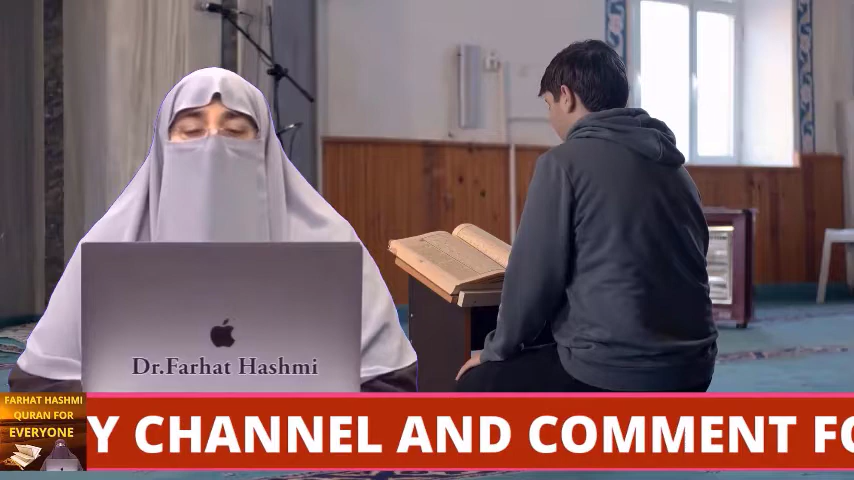 Dr.Farhat Hashmi
FARHAT HASHMI
QURAN FOR
EVERYONE
Y CHANNEL AND COMMENT FO